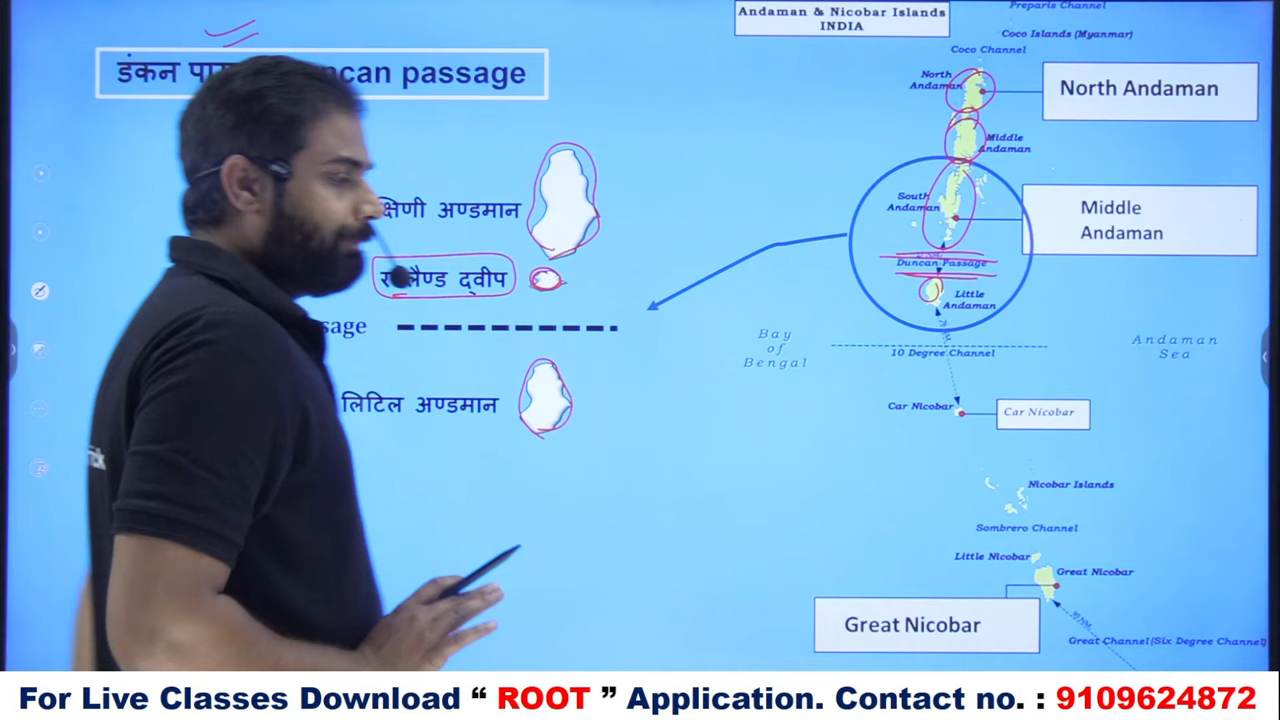 डंकन
passage
अण्डमान
द्वीप
लिटिल अण्डमान
Andaman & Nicobar Islands
INDIA
Preparis Channel
Coco Islands (Myanmar)
Coco Channel
North
Andaman
North Andaman
Middle
Andaman
South
Andaman
Middle
Andaman
Duncan Passage
Little
Andaman
Bay
of
Bengal
Andaman
Sea
10 Degree Channel
Car Nicobar
Car Nicobar
Nicobar Islands
Sombrero Channel
Little Nicobar
Great Nicobar
Great Nicobar
Great Channel (Six Degree Channel)
For Live Classes Download “ ROOT ” Application. Contact no. : 9109624872